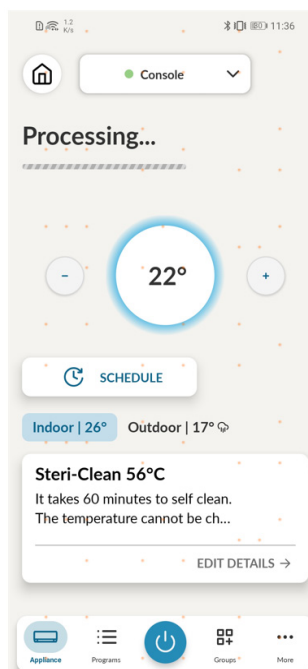 1.2
K/s
11:36
Console
Processing...
22°
-
+
SCHEDULE
Indoor | 26°
Outdoor | 17°
Steri-Clean 56°C
It takes 60 minutes to self clean.
The temperature cannot be ch...
EDIT DETAILS →
Appliance
Programs
Groups
More